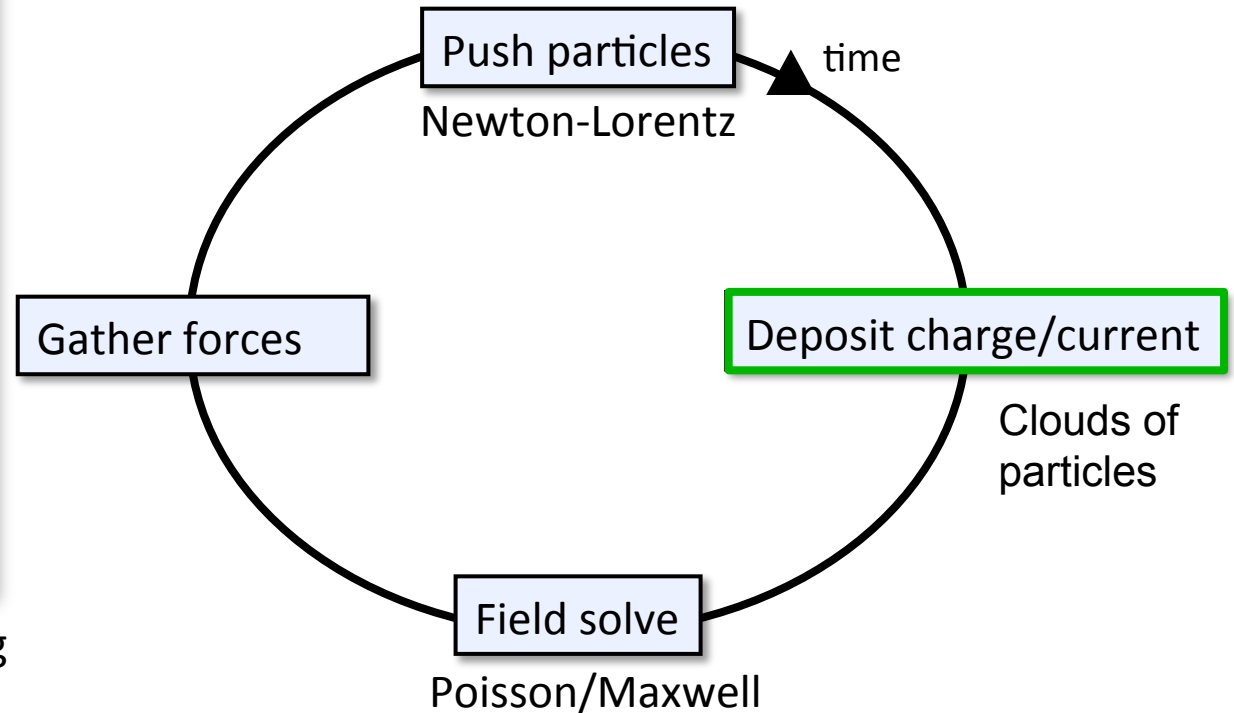 Push particles
time
Newton-Lorentz
Gather forces
Deposit charge/current
Clouds of
particles
Field solve
Poisson/Maxwell